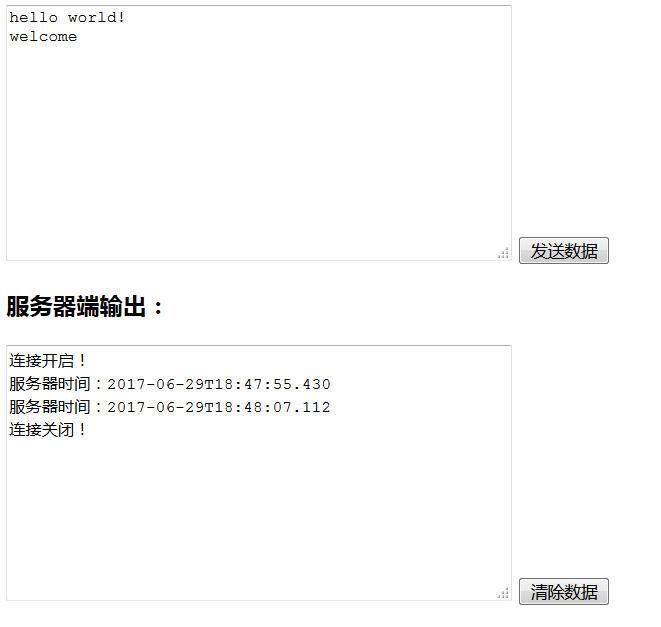 hello world!
welcome
发送数据
服务器端输出：
连接开启！
服务器时间：2017-06-29T18:47:55.430
服务器时间：2017-06-29T18:48:07.112
连接关闭！
清除数据